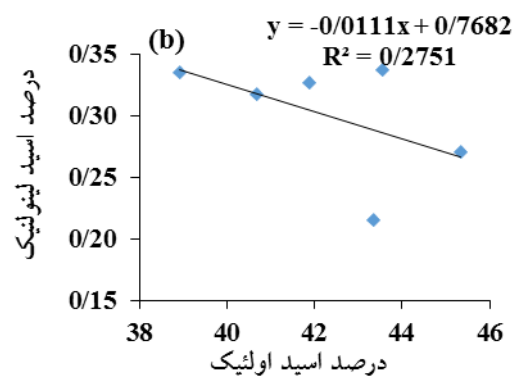 (b)
y = -0/0111x + 0/7682
R² = 0/2751
0/35
0/30
0/25
0/20
0/15
38 40 42 44 46
درصد اسید لینولنیک
درصد اسید اولئیک